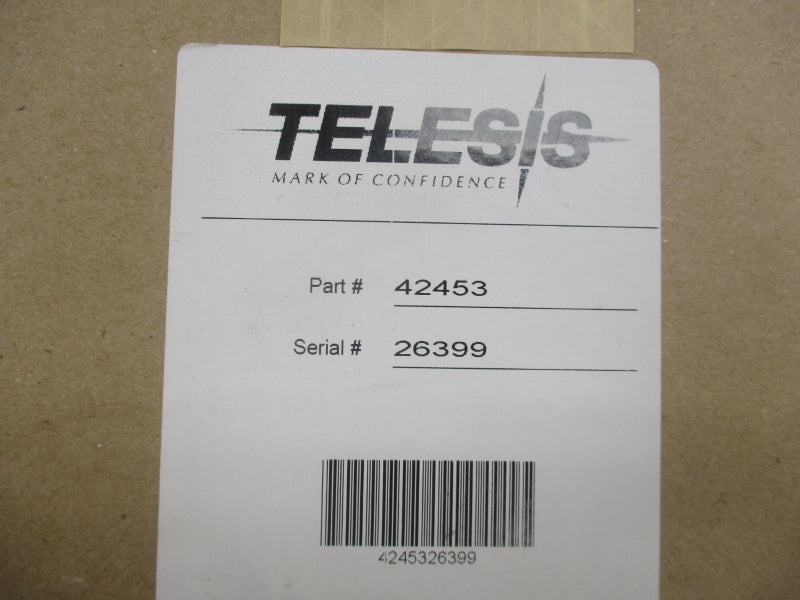 TELESIS
MARK OF CONFIDENCE
Part # 42453
Serial # 26399
4245326399